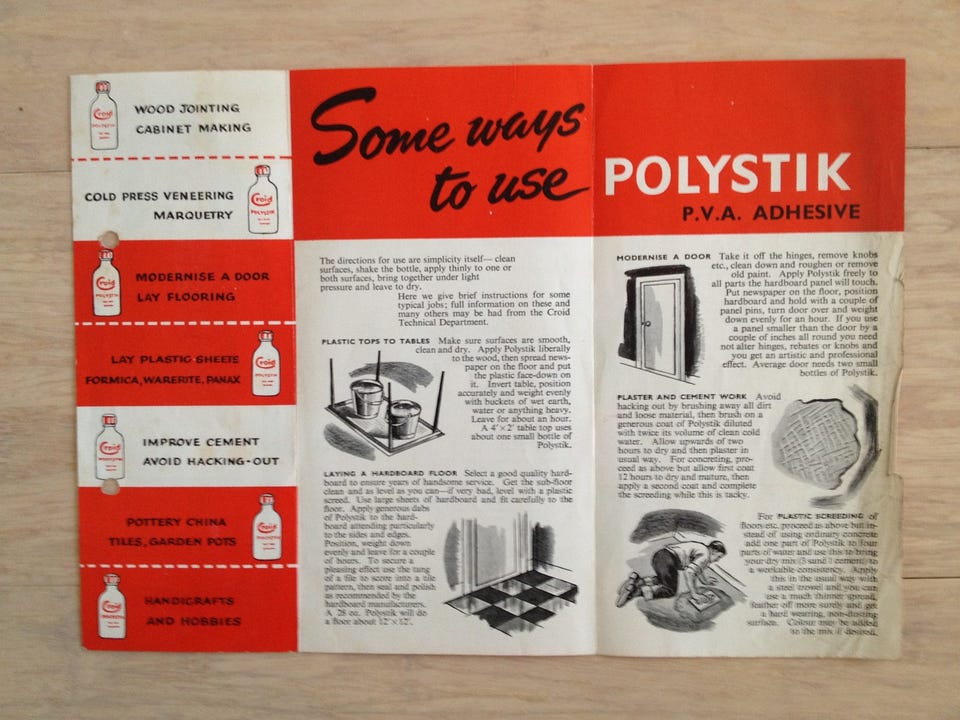 WOOD JOINTING
CABINET MAKING
COLD PRESS VENEERING
MARQUETRY
MODERNISE A DOOR
LAY FLOORING
LAY PLASTIC SHEETS
FORMICA, WARERITE, PANAX
IMPROVE CEMENT
AVOID HACKING-OUT
POTTERY CHINA
TILES, GARDEN POTS
HANDICRAFTS
AND HOBBIES
Croid
POLYSTIK
Some ways
to use
The directions for use are simplicity itself— clean
surfaces, shake the bottle, apply thinly to one or
both surfaces, bring together under light
pressure and leave to dry.
Here we give brief instructions for some
typical jobs; full information on these and
many others may be had from the Croid
Technical Department.
PLASTIC TOPS TO TABLES Make sure surfaces are smooth,
clean and dry. Apply Polystik liberally
to the wood, then spread news-
paper on the floor and put
the plastic face-down on
it. Invert table, position
accurately and weight evenly
with buckets of wet earth,
water or anything heavy.
Leave for about an hour.
A 4'×2' table top uses
about one small bottle of
Polystik.
LAYING A HARDBOARD FLOOR Select a good quality hard-
board to ensure years of handsome service. Get the sub-floor
clean and as level as you can—if very bad, level with a plastic
screed. Use large sheets of hardboard and fit carefully to the
floor. Apply generous dabs
of Polystik to the hard-
board attending particularly
to the sides and edges.
Position, weight down
evenly and leave for a couple
of hours. To secure a
pleasing effect use the tang
of a file to score into a tile
pattern, then seal and polish
as recommended by the
hardboard manufacturers.
A 28 oz. Polystik will do
a floor about 12'×12'.
POLYSTIK
P.V.A. ADHESIVE
MODERNISE A DOOR Take it off the hinges, remove knobs
etc., clean down and roughen or remove
old paint. Apply Polystik freely to
all parts the hardboard panel will touch.
Put newspaper on the floor, position
hardboard and hold with a couple of
panel pins, turn door over and weight
down evenly for an hour. If you use
a panel smaller than the door by a
couple of inches all round you need
not alter hinges, rebates or knobs and
you get an artistic and professional
effect. Average door needs two small
bottles of Polystik.
PLASTER AND CEMENT WORK Avoid
hacking out by brushing away all dirt
and loose material, then brush on a
generous coat of Polystik diluted
with twice its volume of clean cold
water. Allow upwards of two
hours to dry and then plaster in
usual way. For concreting, pro-
ceed as above but allow first coat
12 hours to dry and mature, then
apply a second coat and complete
the screeding while this is tacky.
For PLASTIC SCREEDING of
floors etc. proceed as above but in-
stead of using ordinary concrete
add one part of Polystik to four
parts of water and use this to bring
your dry mix (3 sand 1 cement) to
a workable consistency. Apply
this in the usual way with
a steel trowel and you can
use a much thinner spread,
feather off more surely and get
a hard wearing, non-dusting
surface. Colour may be added
to the mix if desired.